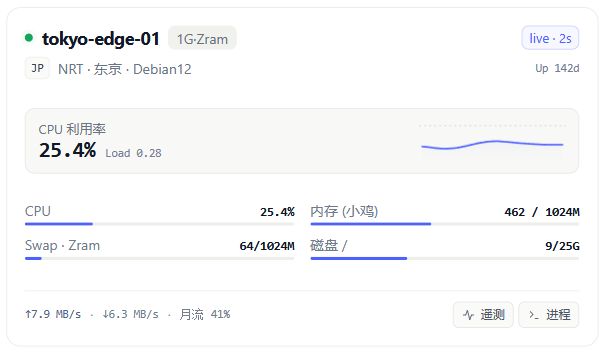 tokyo-edge-01 1G·Zram live · 2s
JP NRT · 东京 · Debian12 Up 142d
CPU 利用率
25.4% Load 0.28
CPU 25.4% 内存 (小鸡) 462 / 1024M
Swap · Zram 64/1024M 磁盘 / 9/25G
↑7.9 MB/s · ↓6.3 MB/s · 月流 41% 遥测 进程